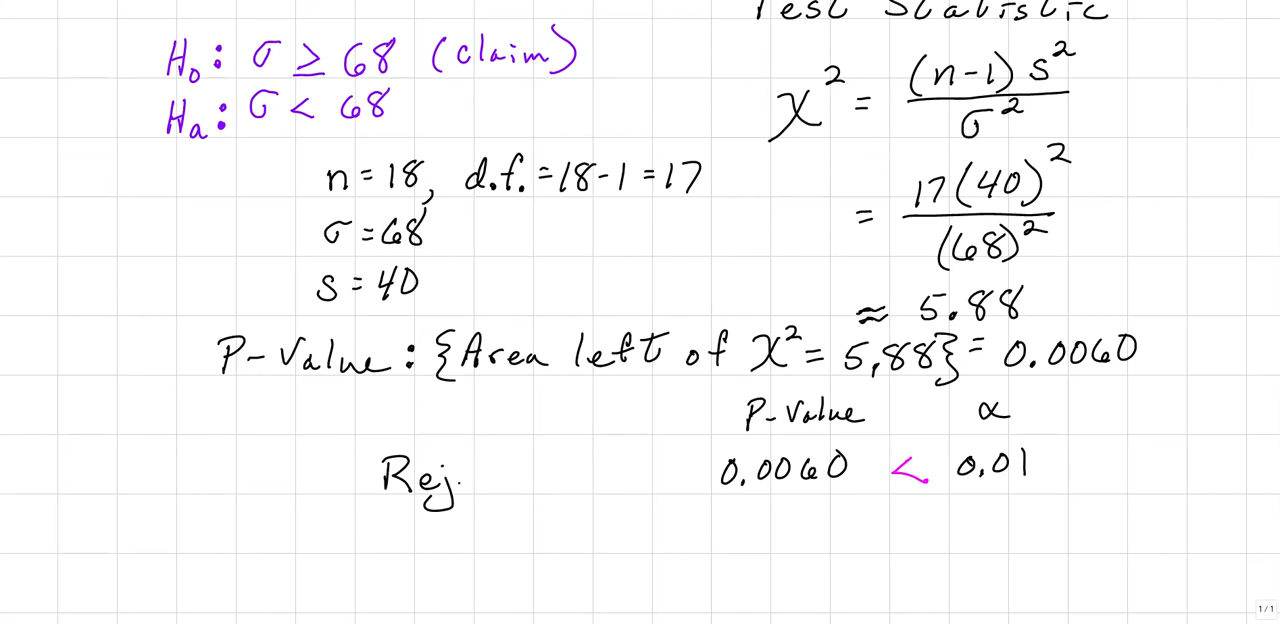 Test Statistic
H₀: σ ≥ 68 (claim)
Hₐ: σ < 68
χ² = (n-1) s² / σ²
n = 18, d.f. = 18 - 1 = 17
= 17(40)² / (68)²
σ = 68
s = 40
≈ 5.88
P-Value: {Area left of χ² = 5.88} = 0.0060
P-Value α
0.0060 < 0.01
Rej.
1/1